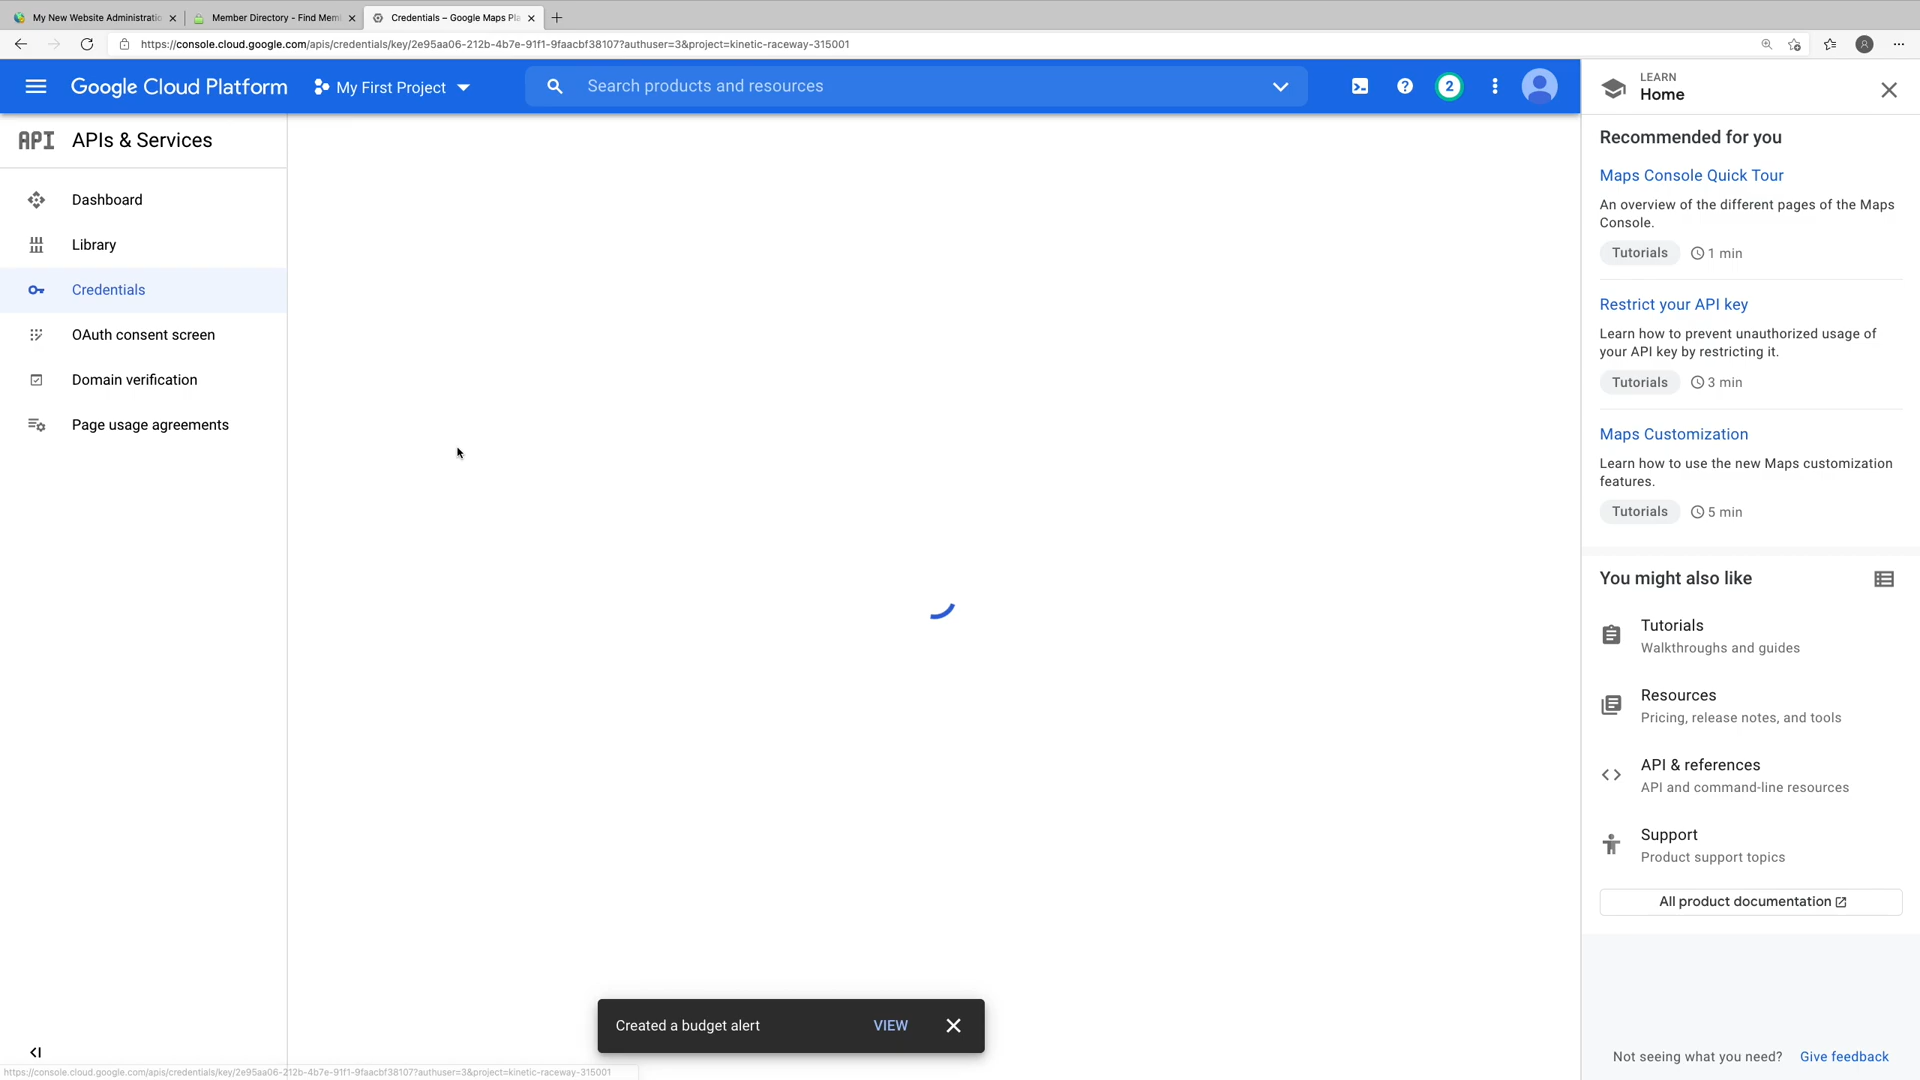 My New Website Administratio
Member Directory - Find Mem
Credentials – Google Maps Pla
https://console.cloud.google.com/apis/credentials/key/2e95aa06-212b-4b7e-91f1-9faacbf38107?authuser=3&project=kinetic-raceway-315001
Google Cloud Platform
My First Project
Search products and resources
2
LEARN
Home
API
APIs & Services
Dashboard
Library
Credentials
OAuth consent screen
Domain verification
Page usage agreements
Recommended for you
Maps Console Quick Tour
An overview of the different pages of the Maps
Console.
Tutorials
1 min
Restrict your API key
Learn how to prevent unauthorized usage of
your API key by restricting it.
Tutorials
3 min
Maps Customization
Learn how to use the new Maps customization
features.
Tutorials
5 min
You might also like
Tutorials
Walkthroughs and guides
Resources
Pricing, release notes, and tools
API & references
API and command-line resources
Support
Product support topics
All product documentation
Created a budget alert
VIEW
Not seeing what you need?
Give feedback
https://console.cloud.google.com/apis/credentials/key/2e95aa06-212b-4b7e-91f1-9faacbf38107?authuser=3&project=kinetic-raceway-315001